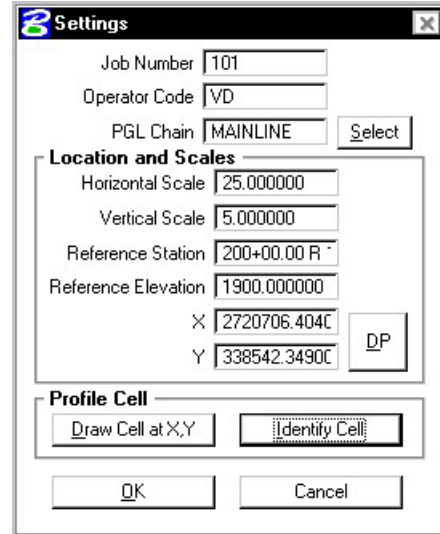 Settings
Job Number 101
Operator Code VD
PGL Chain MAINLINE Select
Location and Scales
Horizontal Scale 25.000000
Vertical Scale 5.000000
Reference Station 200+00.00 R
Reference Elevation 1900.000000
X 2720706.4040
DP
Y 338542.34900
Profile Cell
Draw Cell at X,Y Identify Cell
OK Cancel